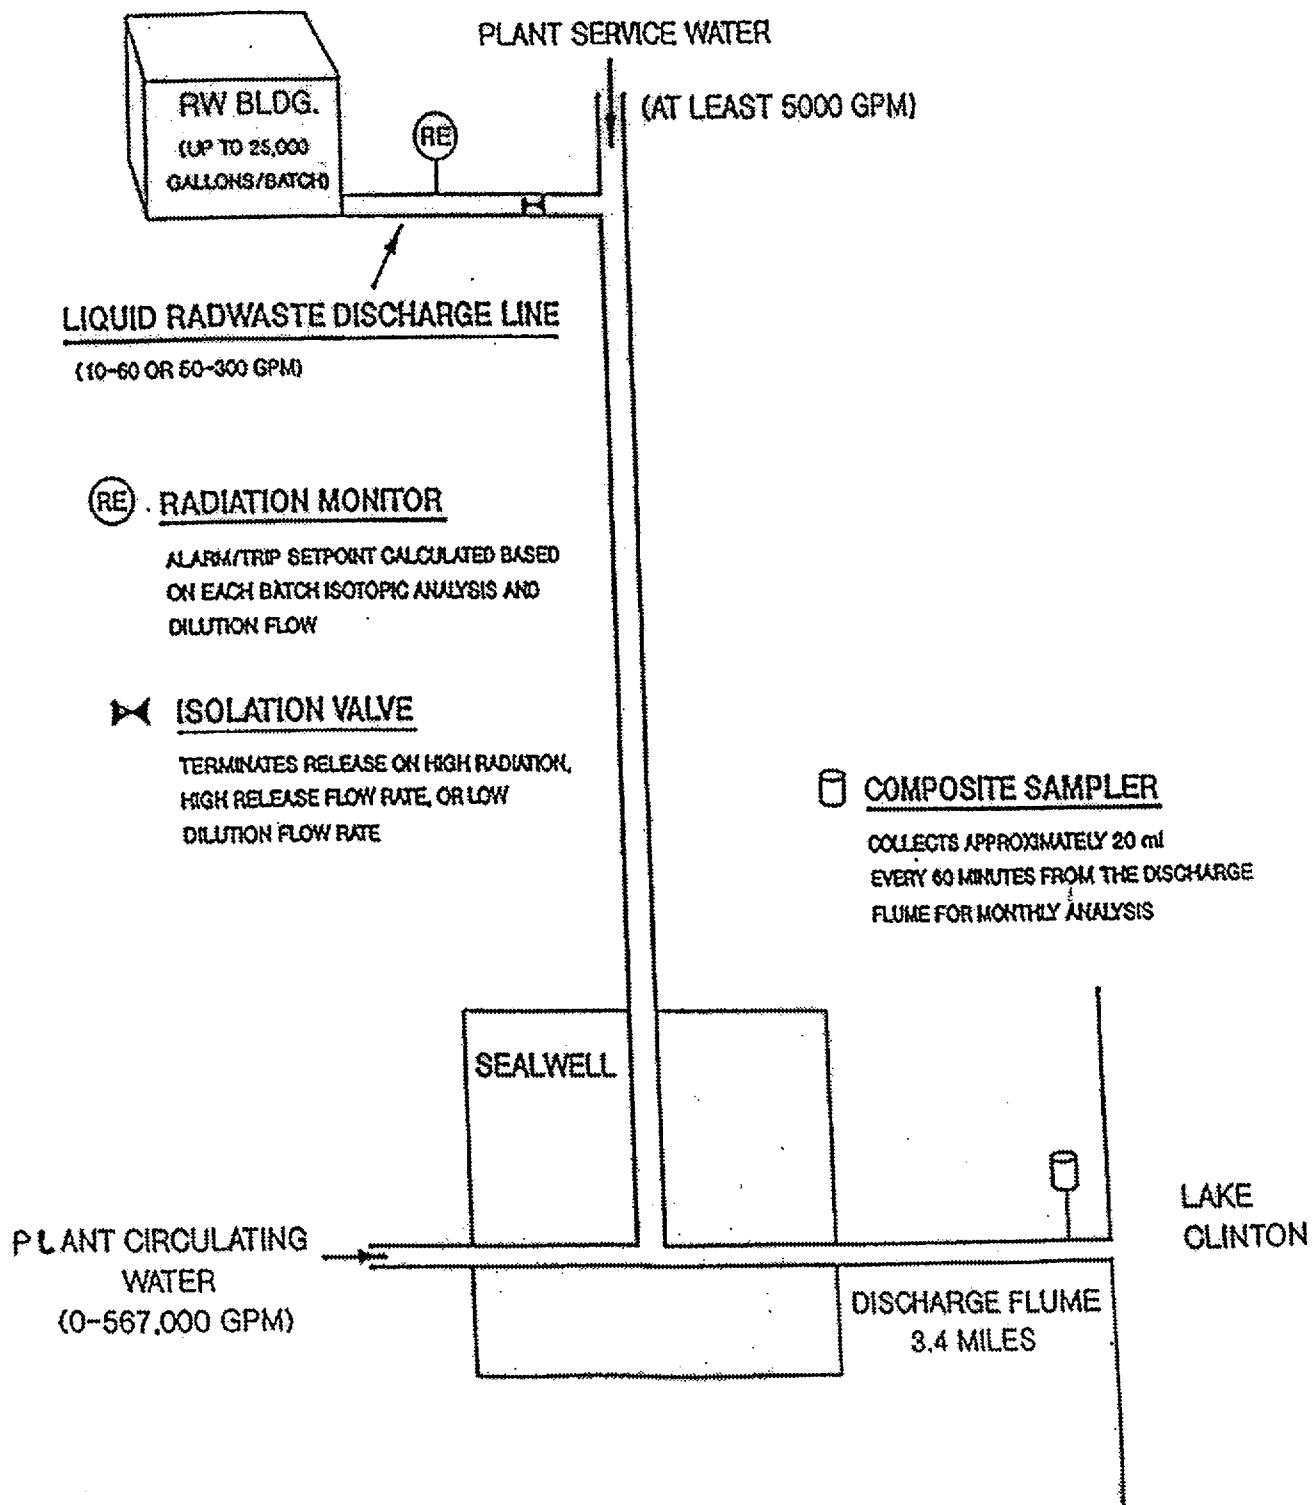 PLANT SERVICE WATER
(AT LEAST 5000 GPM)
RW BLDG.
(UP TO 25,000
GALLONS/BATCH)
RE
LIQUID RADWASTE DISCHARGE LINE
(10-60 OR 50-300 GPM)
RE
RADIATION MONITOR
ALARM/TRIP SETPOINT CALCULATED BASED
ON EACH BATCH ISOTOPIC ANALYSIS AND
DILUTION FLOW
ISOLATION VALVE
TERMINATES RELEASE ON HIGH RADIATION,
HIGH RELEASE FLOW RATE, OR LOW
DILUTION FLOW RATE
COMPOSITE SAMPLER
COLLECTS APPROXIMATELY 20 ml
EVERY 60 MINUTES FROM THE DISCHARGE
FLUME FOR MONTHLY ANALYSIS
SEALWELL
PLANT CIRCULATING
WATER
(0-567,000 GPM)
DISCHARGE FLUME
3.4 MILES
LAKE
CLINTON